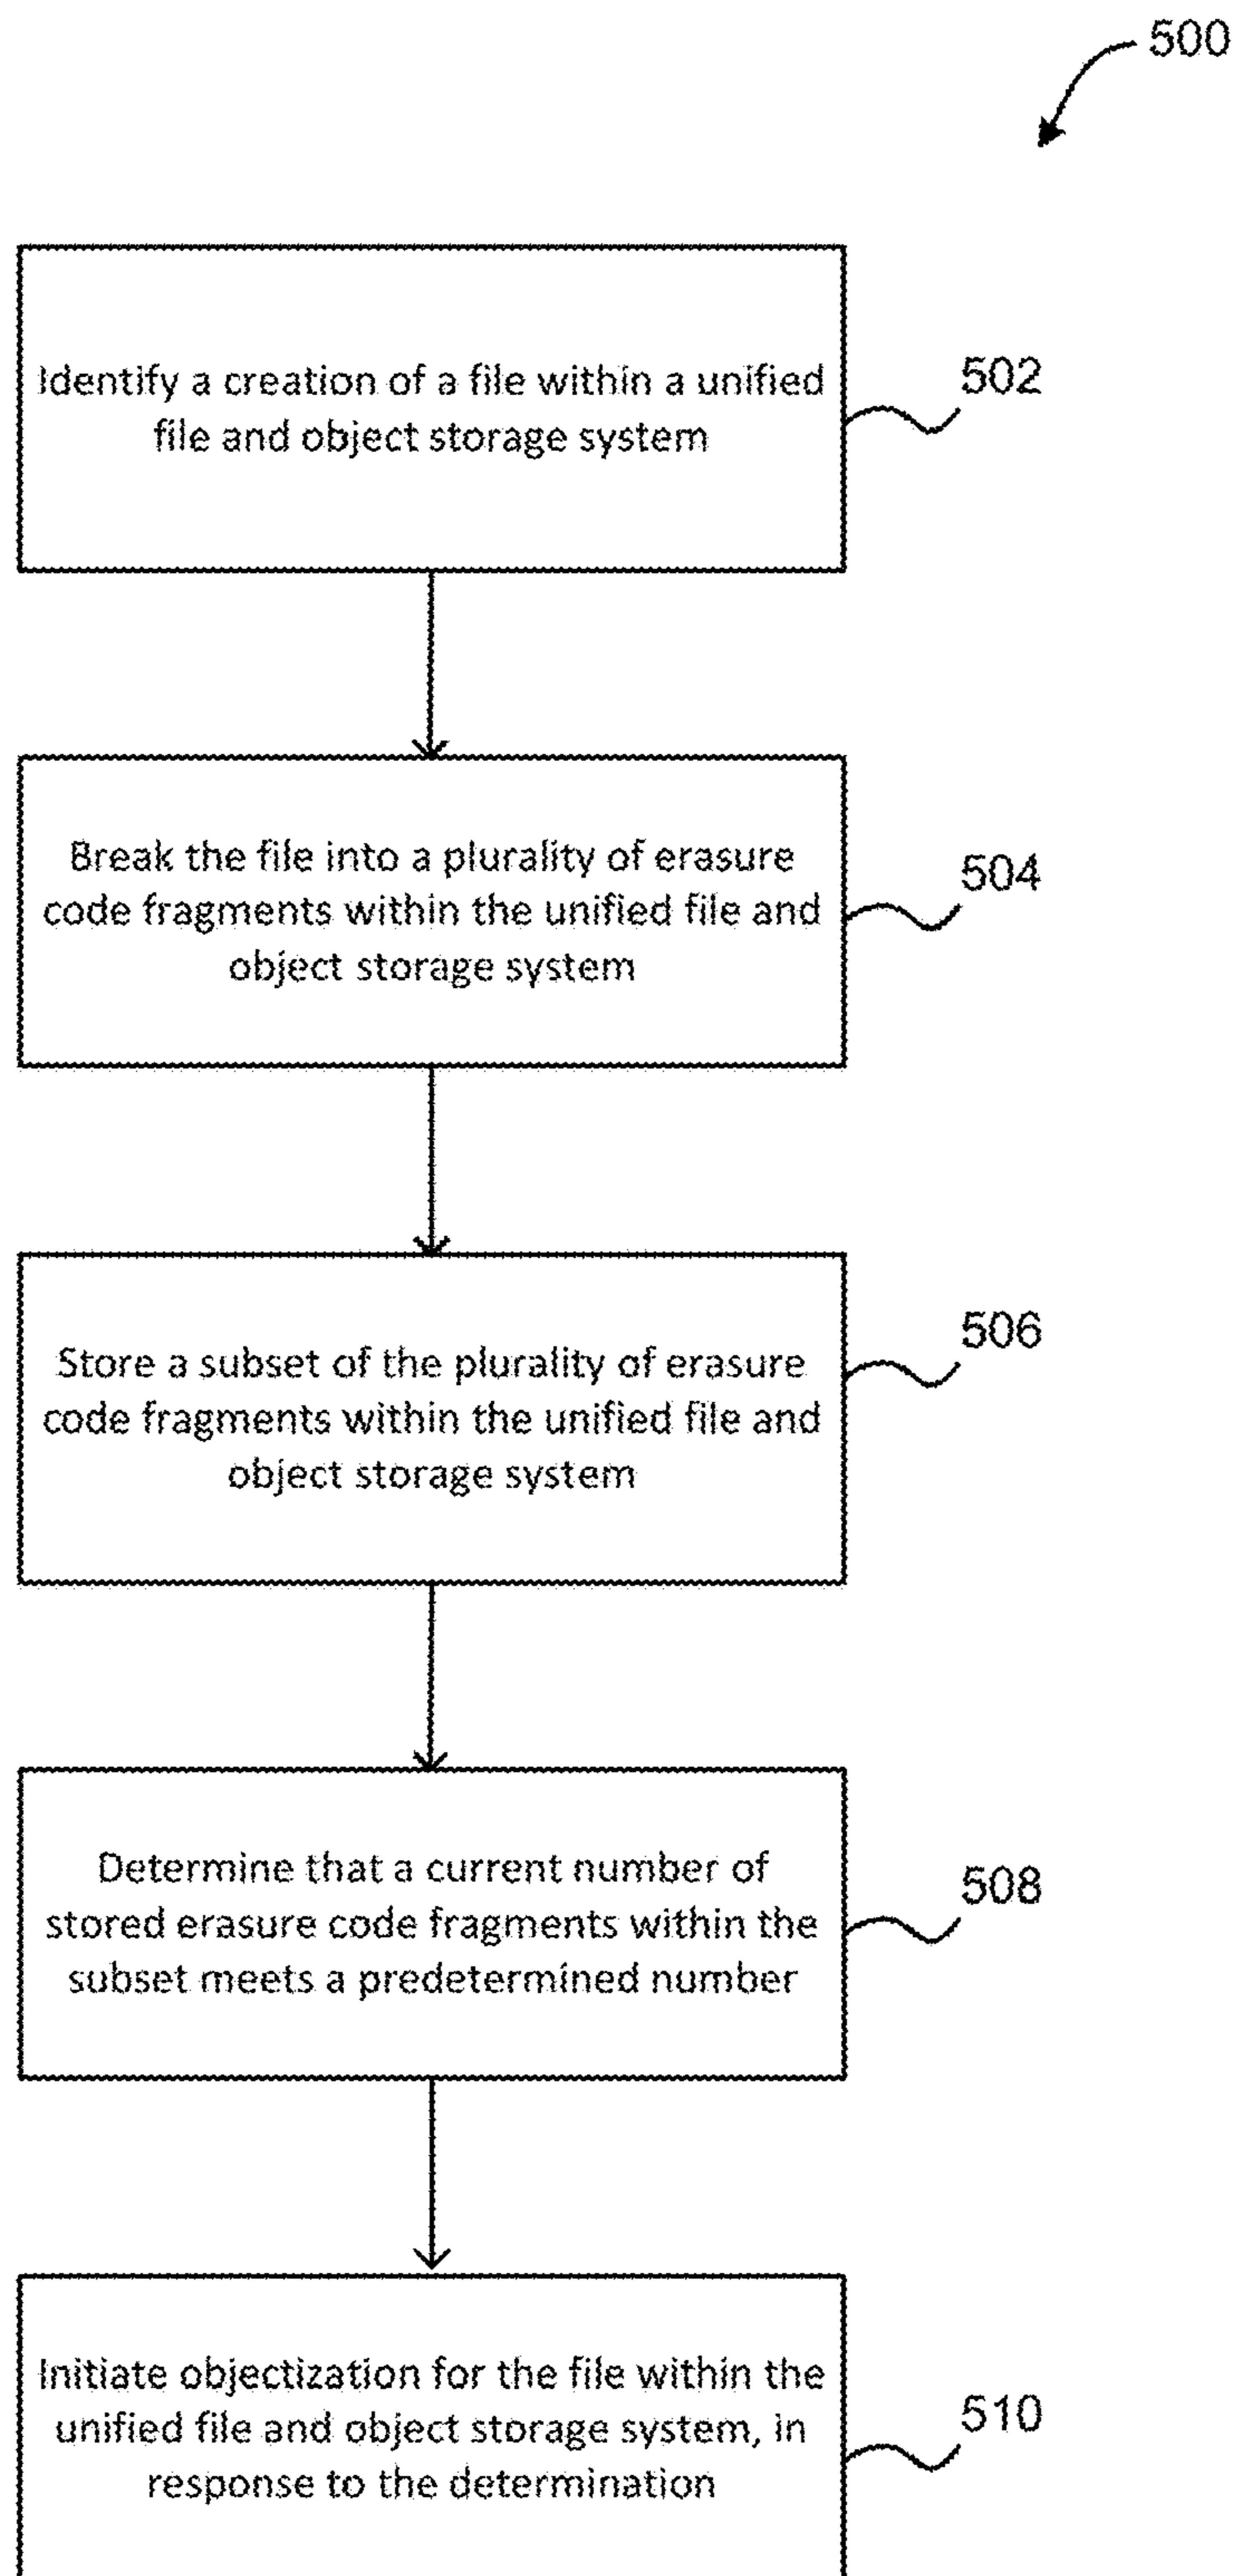 500
Identify a creation of a file within a unified
file and object storage system
502
Break the file into a plurality of erasure
code fragments within the unified file and
object storage system
504
Store a subset of the plurality of erasure
code fragments within the unified file and
object storage system
506
Determine that a current number of
stored erasure code fragments within the
subset meets a predetermined number
508
Initiate objectization for the file within the
unified file and object storage system, in
response to the determination
510